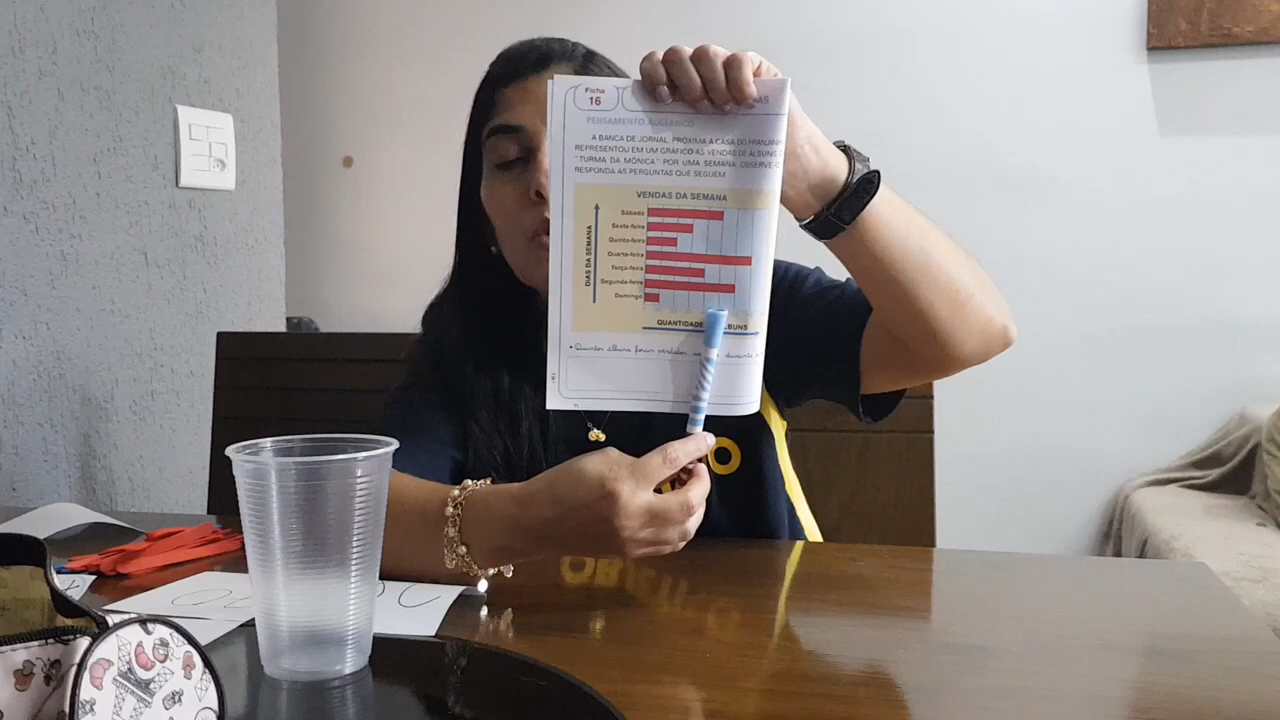 Ficha
16
PENSAMENTO ALGÉBRICO
A BANCA DE JORNAL, PRÓXIMA À CASA DO FRANJINHA
REPRESENTOU EM UM GRÁFICO AS VENDAS DE ÁLBUNS
"TURMA DA MÔNICA" POR UMA SEMANA. OBSERVE-O
RESPONDA AS PERGUNTAS QUE SEGUEM.
VENDAS DA SEMANA
DIAS DA SEMANA
Sábado
Sexta-feira
Quinta-feira
Quarta-feira
Terça-feira
Segunda-feira
Domingo
QUANTIDADE ÁLBUNS
• Quantos álbuns foram vendidos, durante